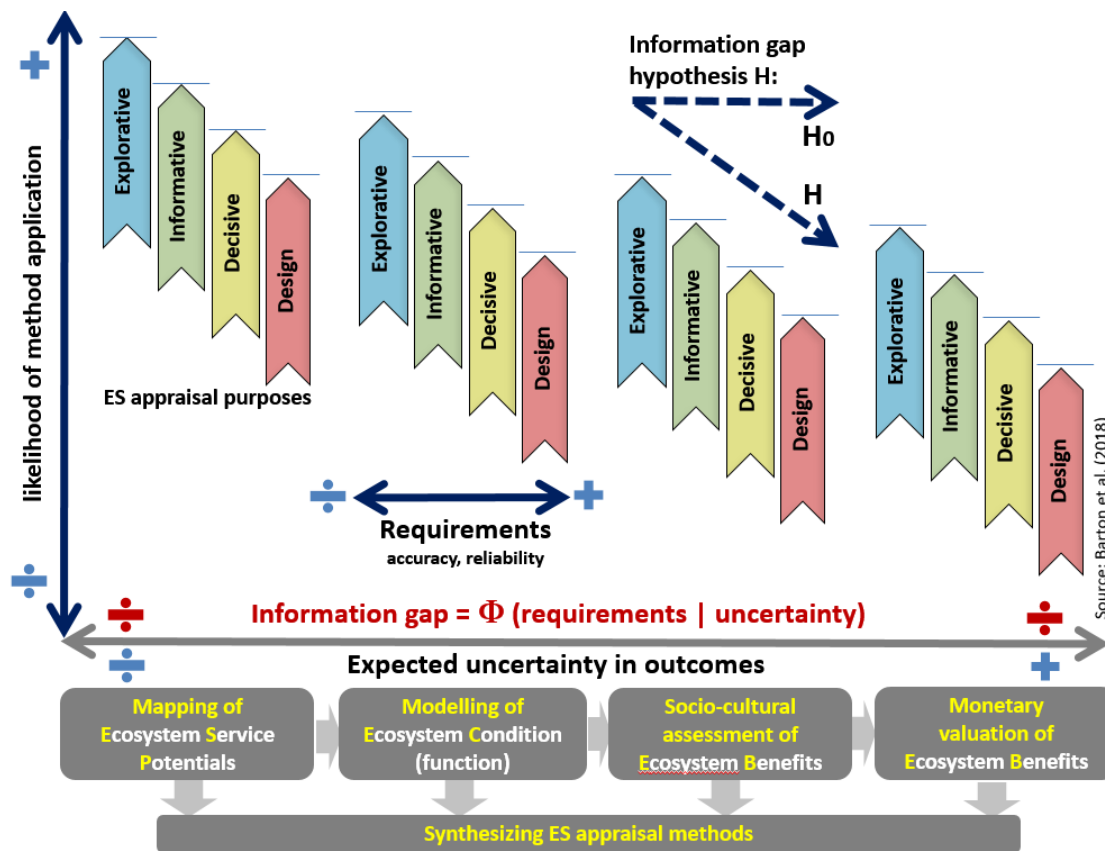 likelihood of method application
+
÷
Explorative
Informative
Decisive
Design
ES appraisal purposes
Explorative
Informative
Decisive
Design
÷
+
Requirements
accuracy, reliability
Information gap
hypothesis H:
H0
H
Explorative
Informative
Decisive
Design
Explorative
Informative
Decisive
Design
Source: Barton et al. (2018)
÷
Information gap = Φ (requirements | uncertainty)
÷
÷
Expected uncertainty in outcomes
+
Mapping of
Ecosystem Service
Potentials
Modelling of
Ecosystem Condition
(function)
Socio-cultural
assessment of
Ecosystem Benefits
Monetary
valuation of
Ecosystem Benefits
Synthesizing ES appraisal methods